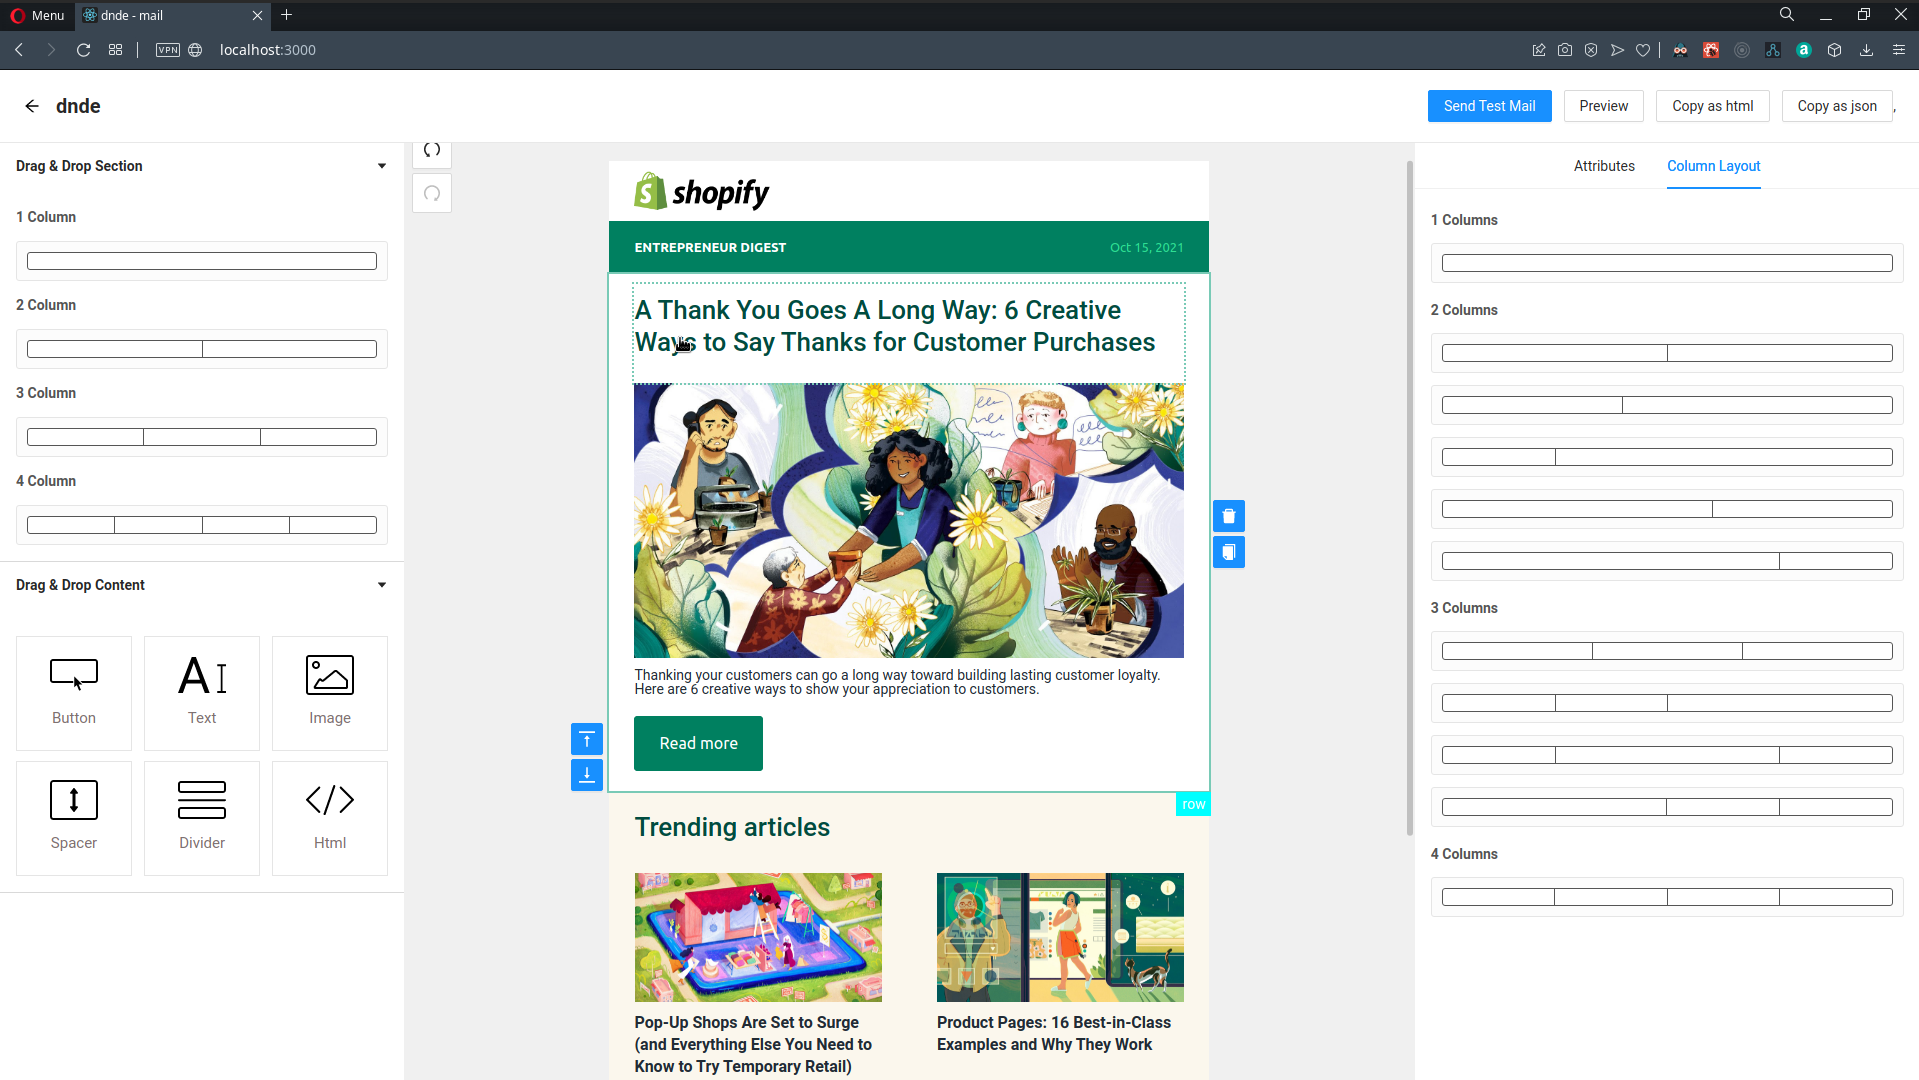 Menu
dnde - mail
VPN
localhost:3000
dnde
Send Test Mail
Preview
Copy as html
Copy as json
,
Drag & Drop Section
1 Column
2 Column
3 Column
4 Column
Drag & Drop Content
Button
Text
Image
Spacer
Divider
Html
shopify
ENTREPRENEUR DIGEST
Oct 15, 2021
A Thank You Goes A Long Way: 6 Creative
Ways to Say Thanks for Customer Purchases
Thanking your customers can go a long way toward building lasting customer loyalty.
Here are 6 creative ways to show your appreciation to customers.
Read more
row
Trending articles
Pop-Up Shops Are Set to Surge
(and Everything Else You Need to
Know to Try Temporary Retail)
Product Pages: 16 Best-in-Class
Examples and Why They Work
Attributes
Column Layout
1 Columns
2 Columns
3 Columns
4 Columns